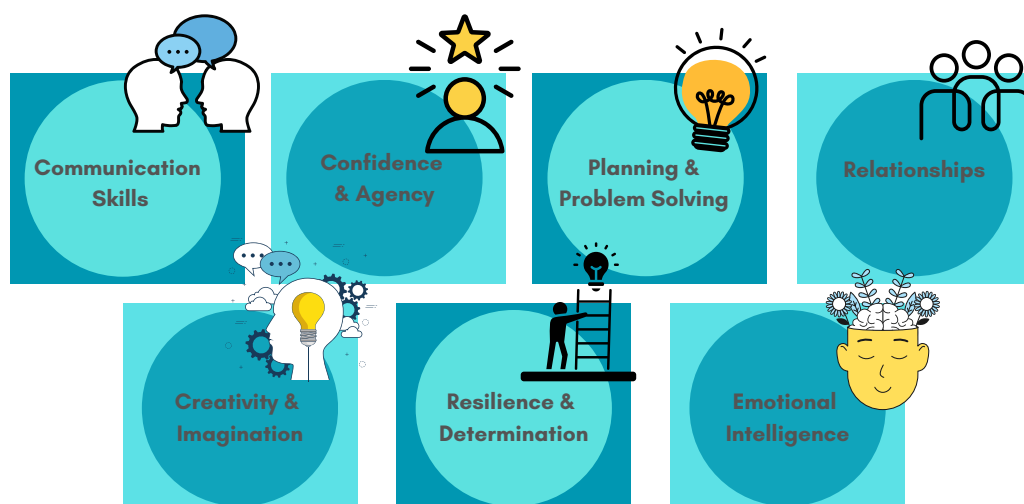 Communication
Skills
Confidence
& Agency
Planning &
Problem Solving
Relationships
Creativity &
Imagination
Resilience &
Determination
Emotional
Intelligence